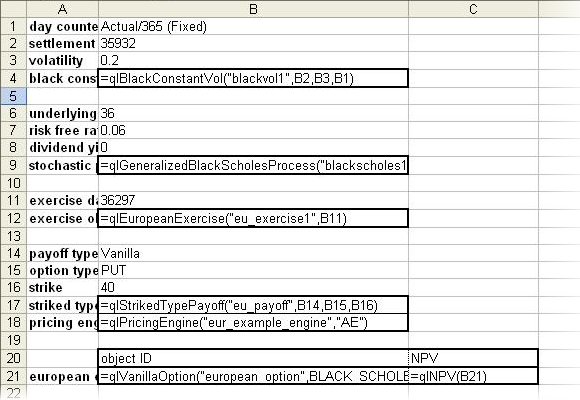 A B C
1 day counte Actual/365 (Fixed)
2 settlement 35932
3 volatility 0.2
4 black cons =qlBlackConstantVol("blackvol1",B2,B3,B1)
5
6 underlying 36
7 risk free ra 0.06
8 dividend yi 0
9 stochastic =qlGeneralizedBlackScholesProcess("blackscholes1
10
11 exercise da 36297
12 exercise ol =qlEuropeanExercise("eu_exercise1",B11)
13
14 payoff type Vanilla
15 option type PUT
16 strike 40
17 striked type =qlStrikedTypePayoff("eu_payoff",B14,B15,B16)
18 pricing eng =qlPricingEngine("eur_example_engine","AE")
19
20 object ID NPV
21 european =qlVanillaOption("european_option",BLACK_SCHOLE =qlNPV(B21)
22